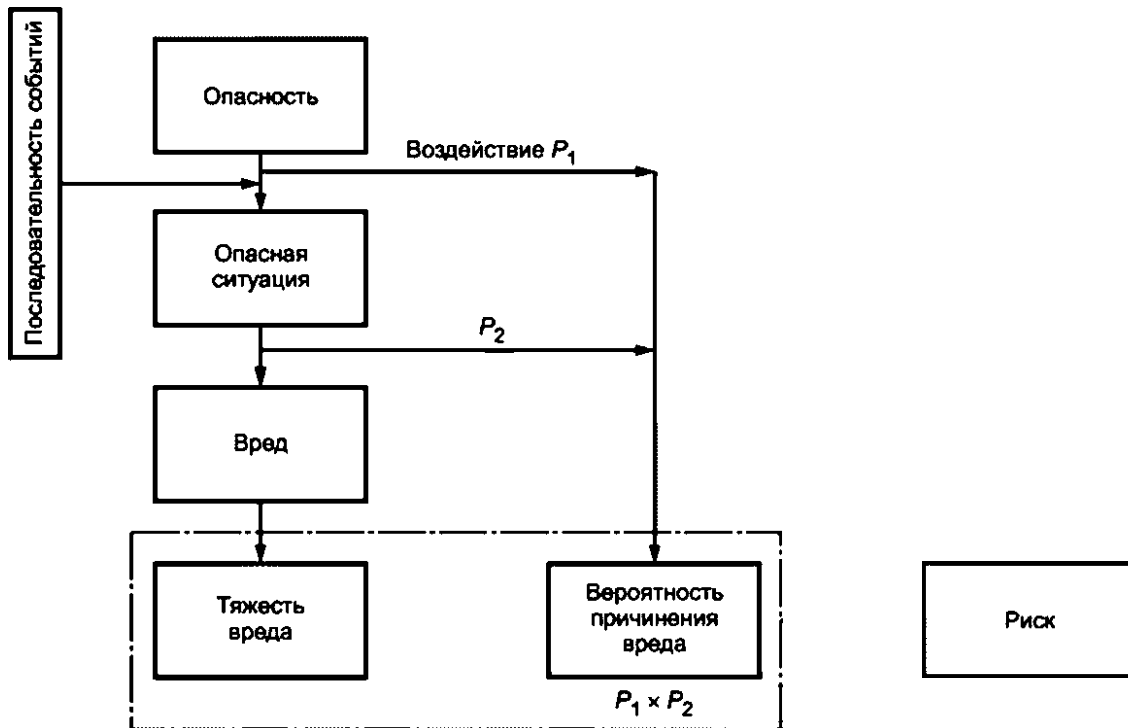 Последовательность событий
Опасность
Воздействие P1
Опасная
ситуация
P2
Вред
Тяжесть
вреда
Вероятность
причинения
вреда
P1 × P2
Риск